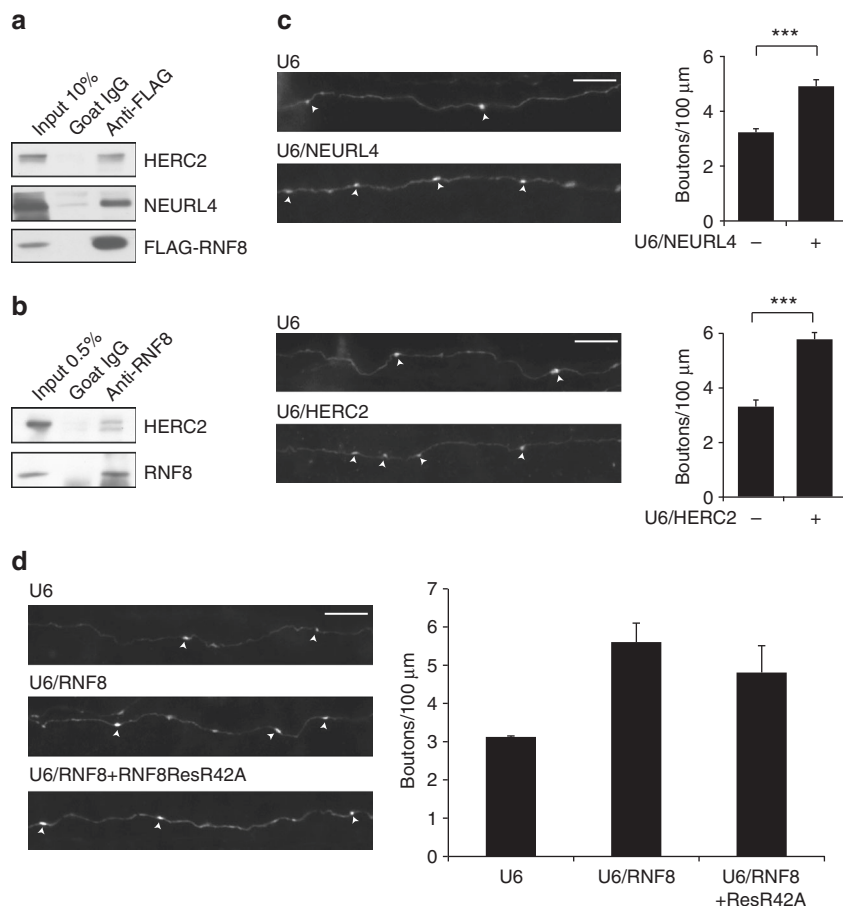 a
Input 10%
Goat IgG
Anti-FLAG
HERC2
NEURL4
FLAG-RNF8
b
Input 0.5%
Goat IgG
Anti-RNF8
HERC2
RNF8
c
U6
U6/NEURL4
***
Boutons/100 μm
6
4
2
0
U6/NEURL4 – +
U6
U6/HERC2
***
Boutons/100 μm
6
4
2
0
U6/HERC2 – +
d
U6
U6/RNF8
U6/RNF8+RNF8ResR42A
Boutons/100 μm
7
6
5
4
3
2
1
0
U6
U6/RNF8
U6/RNF8
+ResR42A